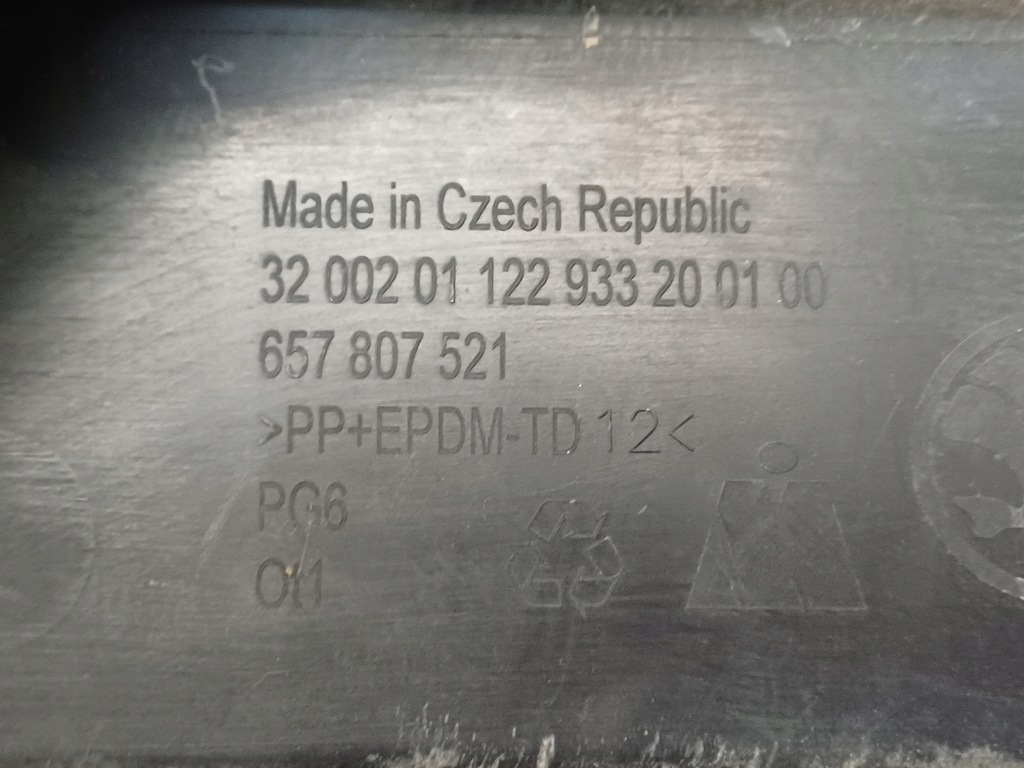 Made in Czech Republic
32 002 01 122 933 20 01 00
657 807 521
>PP+EPDM-TD 12<
PG6